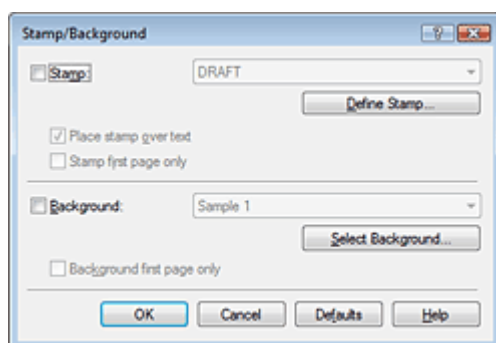 Stamp/Background
Stamp: DRAFT
Define Stamp...
Place stamp over text
Stamp first page only
Background: Sample 1
Select Background...
Background first page only
OK Cancel Defaults Help